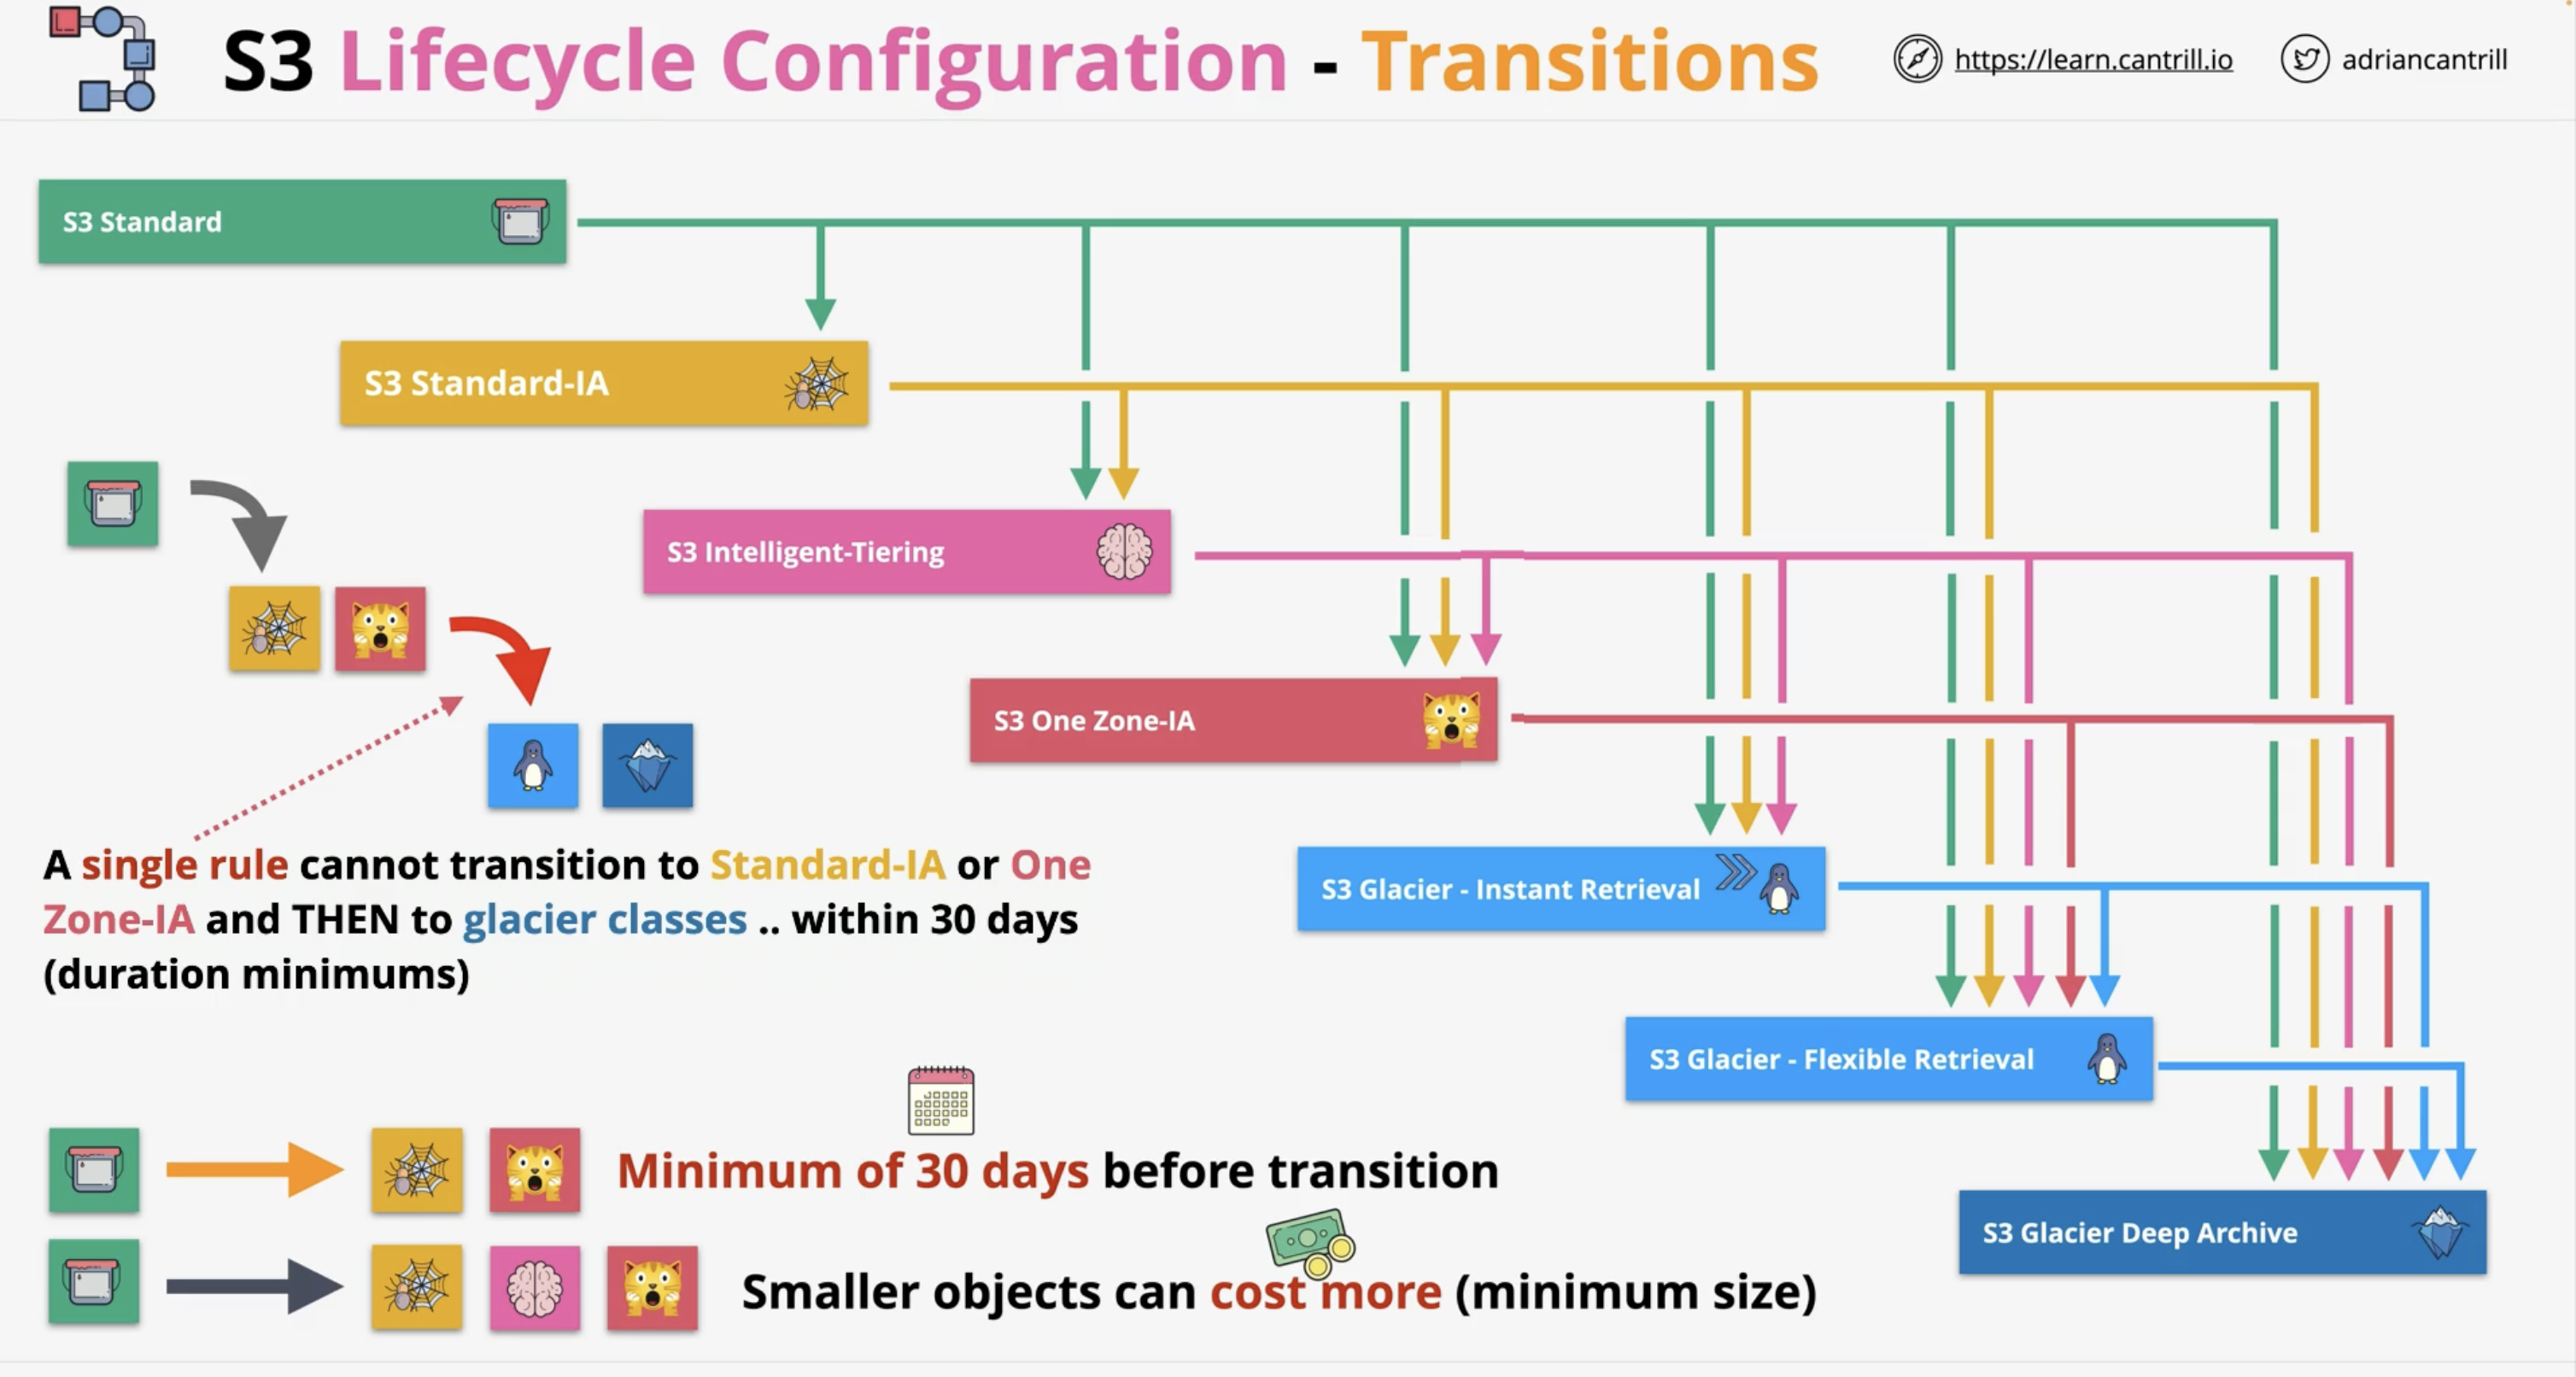 S3 Lifecycle Configuration - Transitions
https://learn.cantrill.io
adriancantrill
S3 Standard
S3 Standard-IA
S3 Intelligent-Tiering
S3 One Zone-IA
S3 Glacier - Instant Retrieval
S3 Glacier - Flexible Retrieval
S3 Glacier Deep Archive
A single rule cannot transition to Standard-IA or One
Zone-IA and THEN to glacier classes .. within 30 days
(duration minimums)
Minimum of 30 days before transition
Smaller objects can cost more (minimum size)